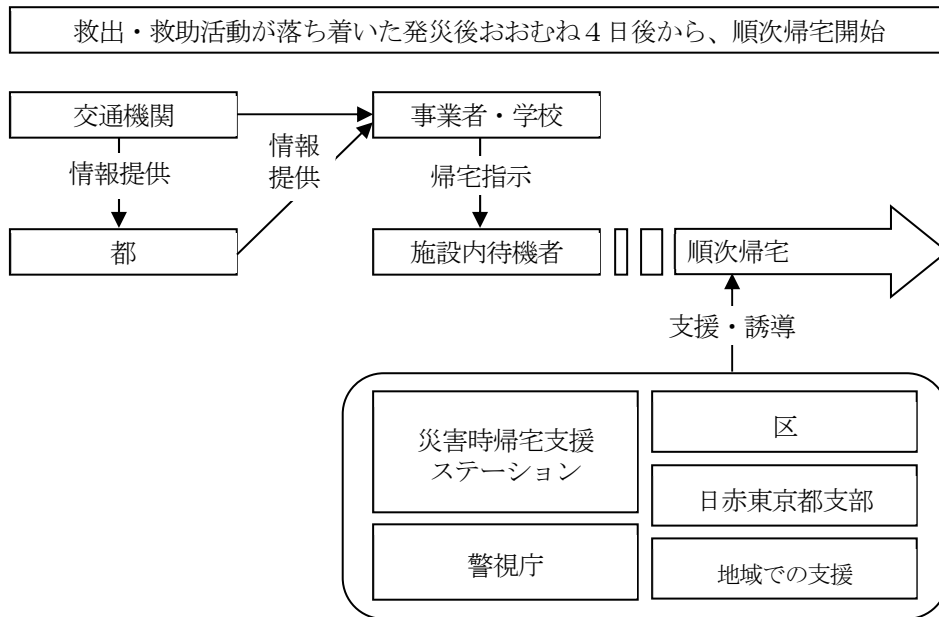 救出・救助活動が落ち着いた発災後おおむね４日後から、順次帰宅開始
交通機関
事業者・学校
情報提供
情報
提供
帰宅指示
都
施設内待機者
順次帰宅
支援・誘導
災害時帰宅支援
ステーション
区
日赤東京都支部
警視庁
地域での支援